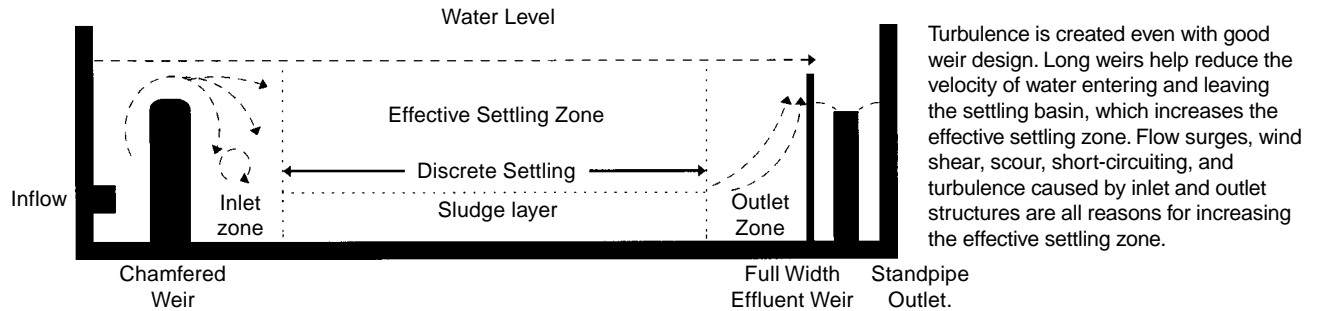 Water Level
Effective Settling Zone
Discrete Settling
Sludge layer
Inflow
Inlet
zone
Outlet
Zone
Chamfered
Weir
Full Width
Effluent Weir
Standpipe
Outlet.
Turbulence is created even with good
weir design. Long weirs help reduce the
velocity of water entering and leaving
the settling basin, which increases the
effective settling zone. Flow surges, wind
shear, scour, short-circuiting, and
turbulence caused by inlet and outlet
structures are all reasons for increasing
the effective settling zone.